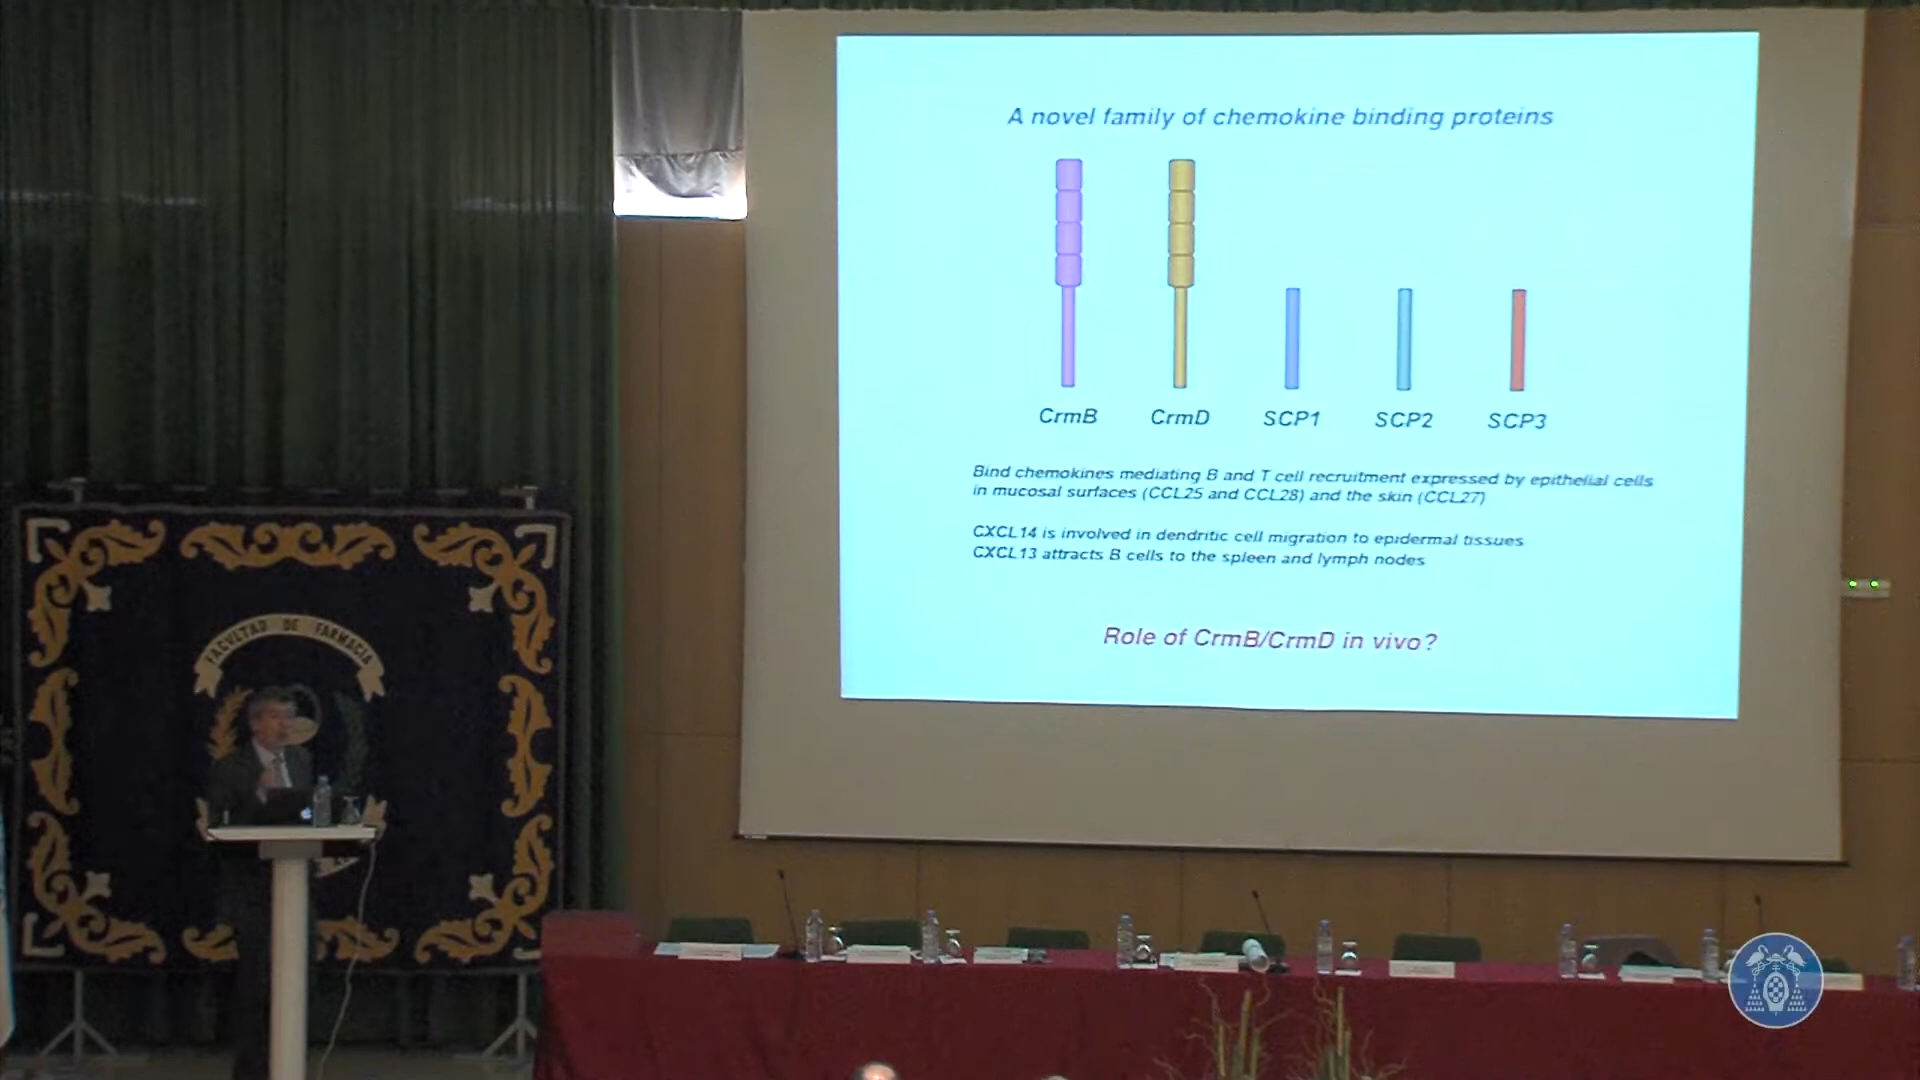 A novel family of chemokine binding proteins
CrmB CrmD SCP1 SCP2 SCP3
Bind chemokines mediating B and T cell recruitment expressed by epithelial cells
in mucosal surfaces (CCL25 and CCL28) and the skin (CCL27)
CXCL14 is involved in dendritic cell migration to epidermal tissues
CXCL13 attracts B cells to the spleen and lymph nodes
Role of CrmB/CrmD in vivo?
FACVLTAD DE FARMACIA